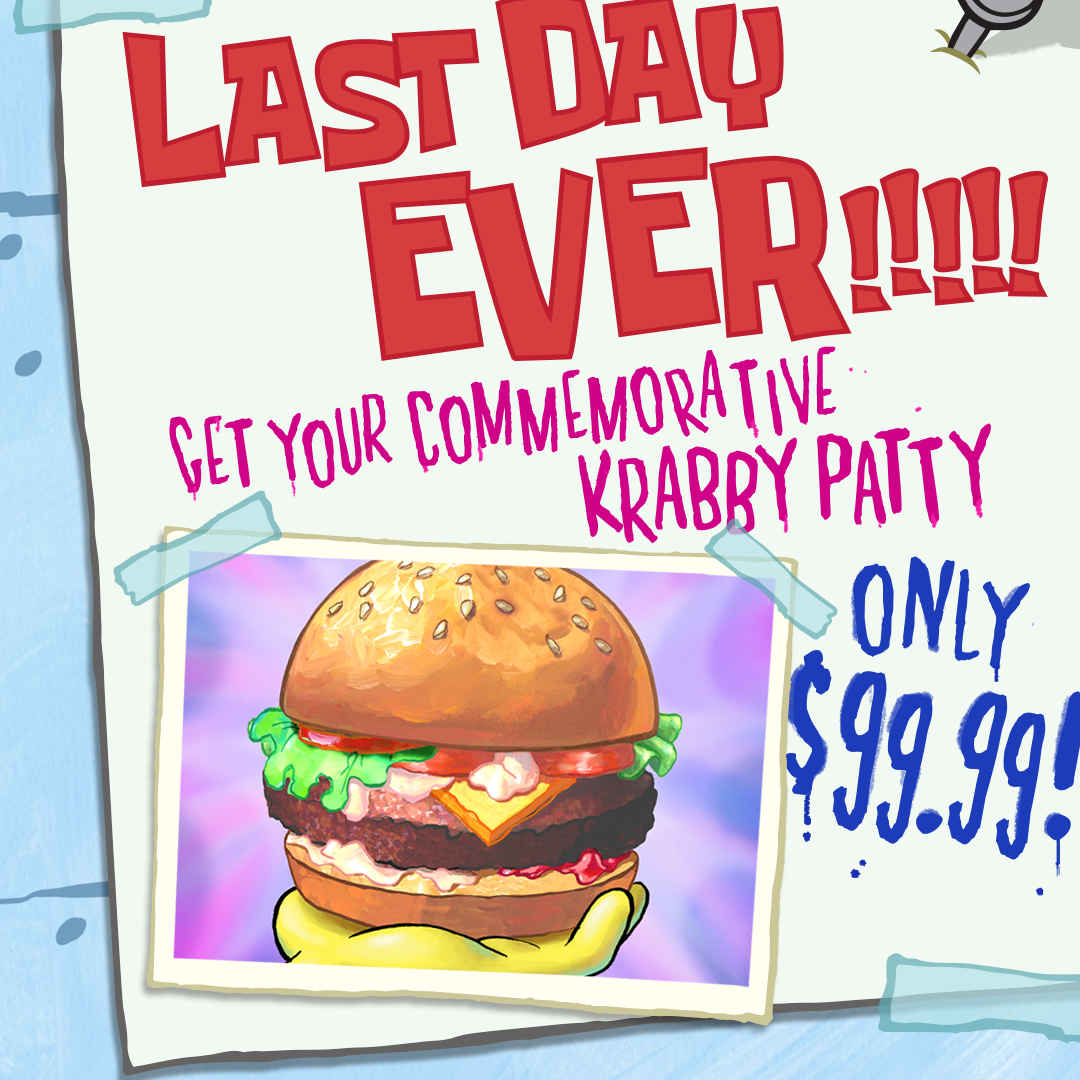 LAST DAY
EVER!!!!!
GET YOUR COMMEMORATIVE
KRABBY PATTY
ONLY
$99.99!